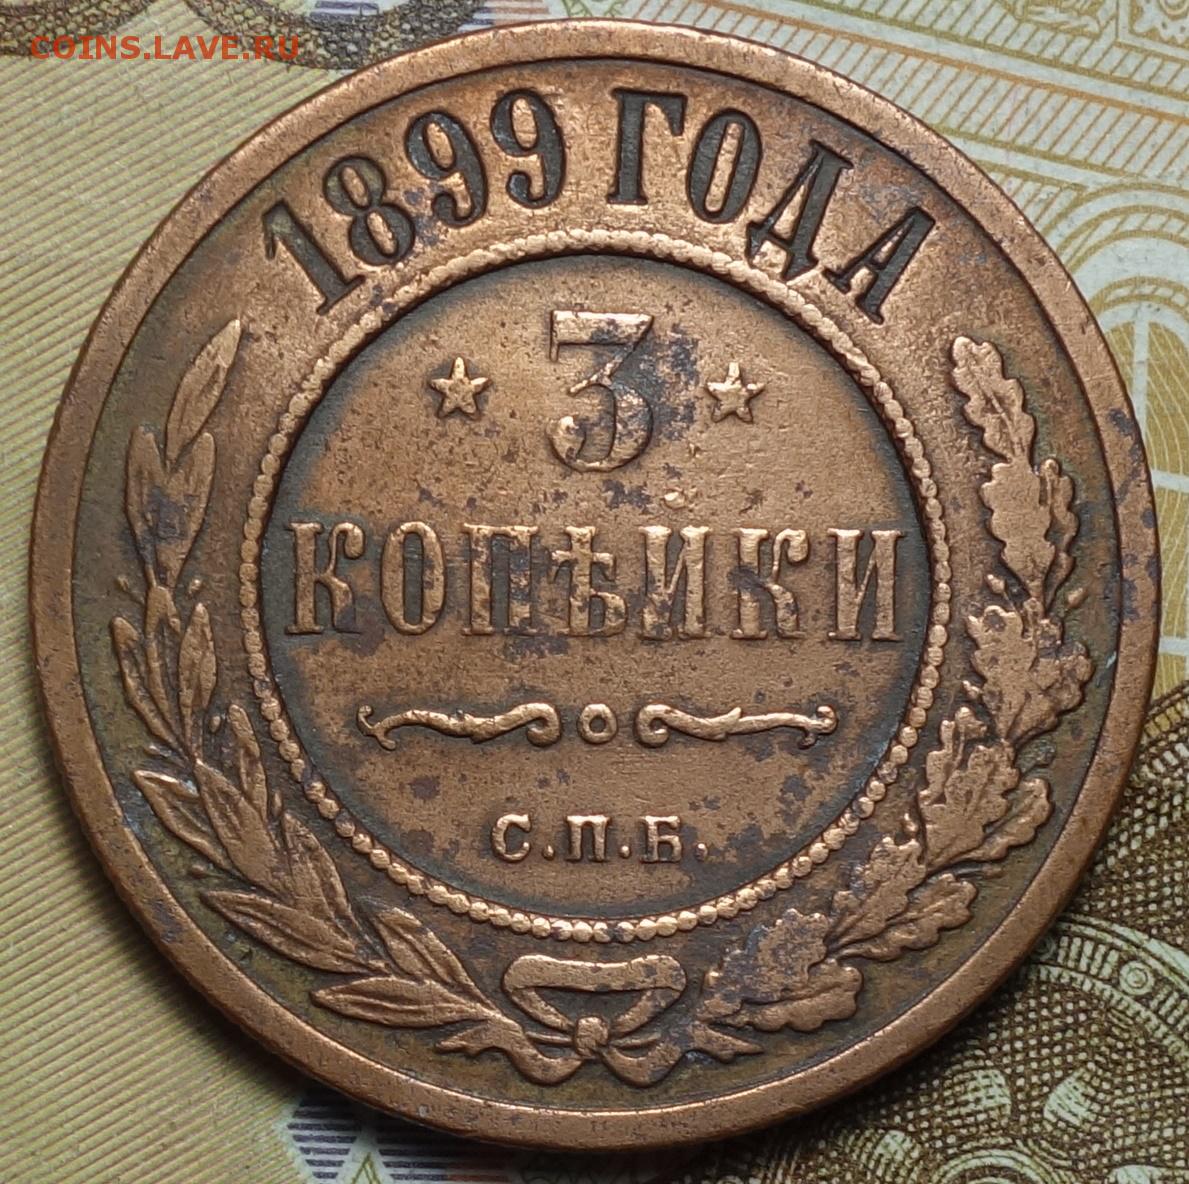 COINS.LAVE.RU
1899 ГОДА
3
КОПѢЙКИ
С.П.Б.